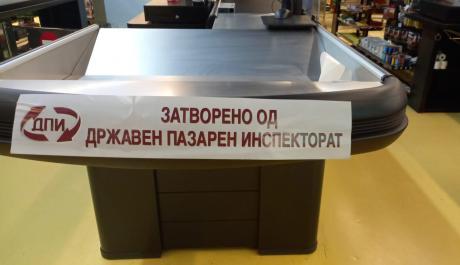 ДПИ
ЗАТВОРЕНО ОД
ДРЖАВЕН ПАЗАРЕН ИНСПЕКТОРАТ